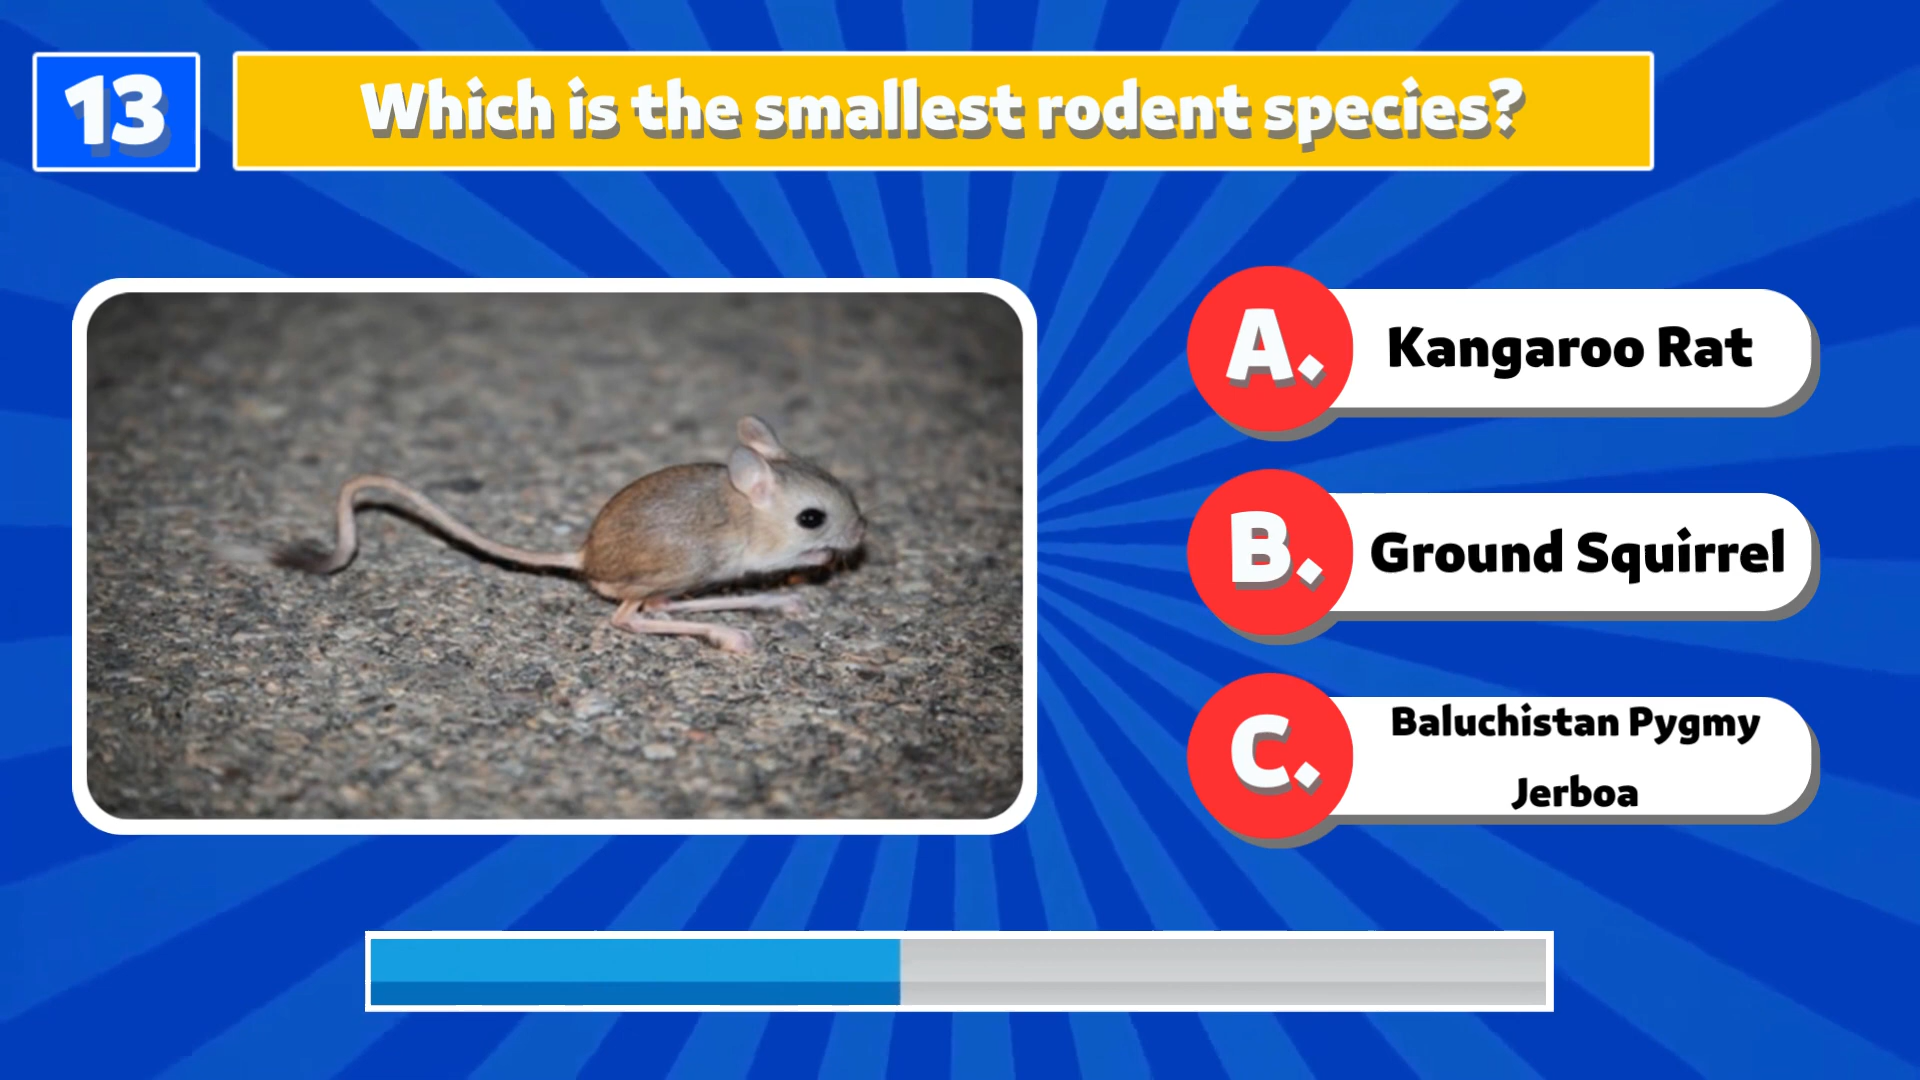 13
Which is the smallest rodent species?
A. Kangaroo Rat
B. Ground Squirrel
C. Baluchistan Pygmy
Jerboa